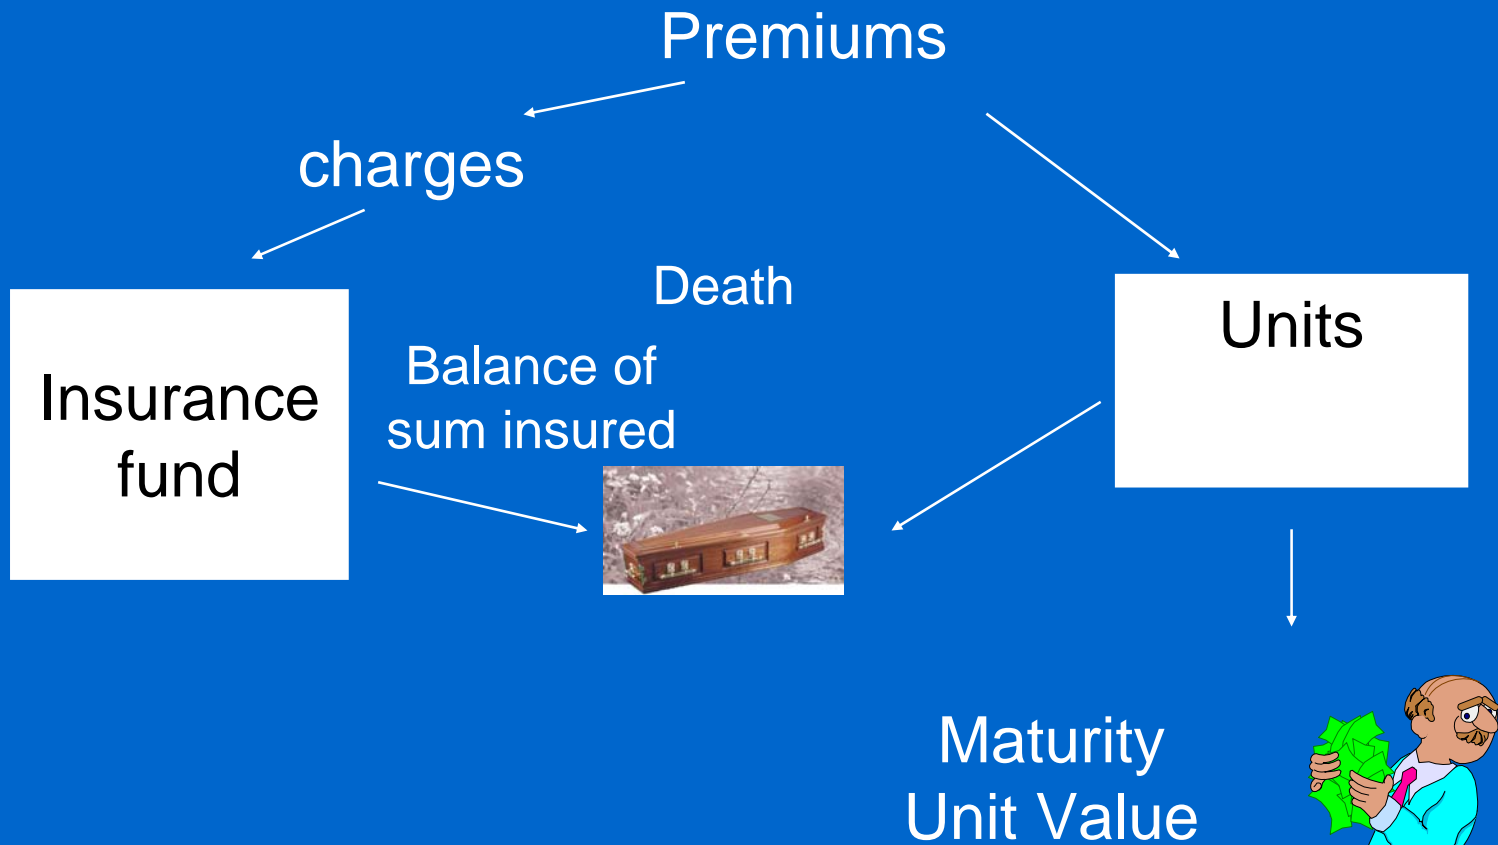 Premiums
charges
Death
Units
Balance of
sum insured
Insurance
fund
Maturity
Unit Value